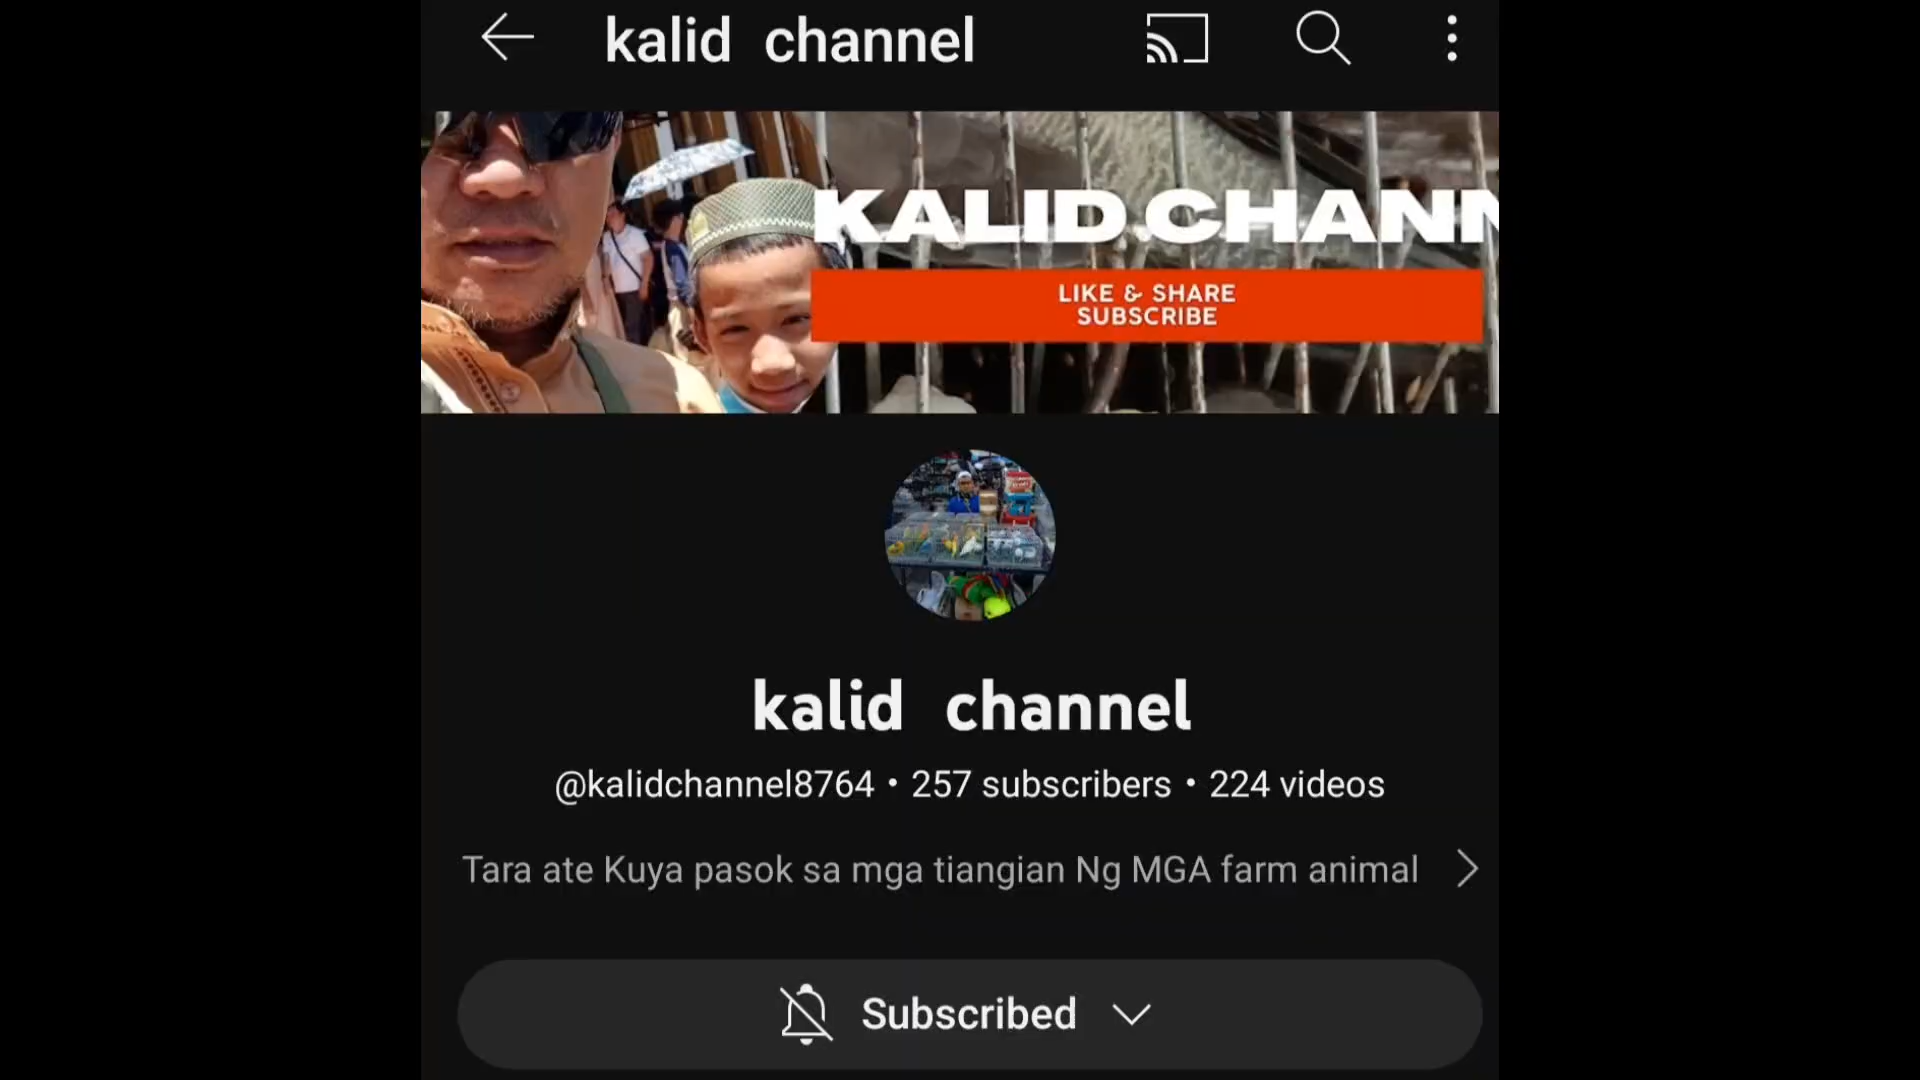 kalid channel
KALID.CHANN
LIKE & SHARE
SUBSCRIBE
kalid channel
@kalidchannel8764 • 257 subscribers • 224 videos
Tara ate Kuya pasok sa mga tiangian Ng MGA farm animal
Subscribed